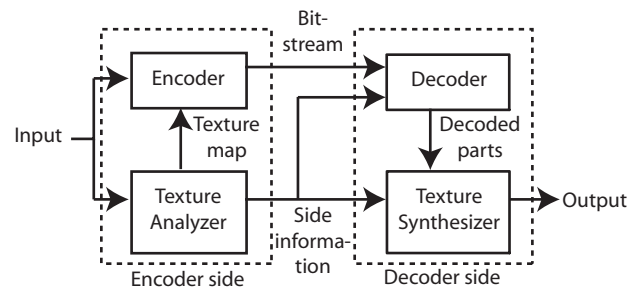 Bit-
stream
Encoder
Decoder
Input
Texture
map
Decoded
parts
Texture
Analyzer
Side
informa-
tion
Texture
Synthesizer
Output
Encoder side
Decoder side